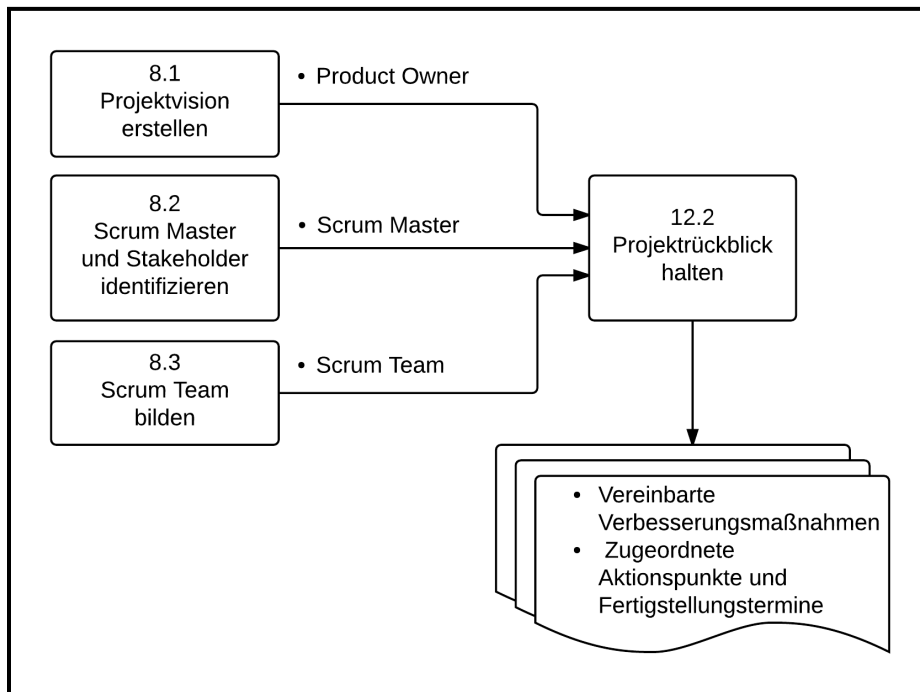 8.1
Projektvision
erstellen
• Product Owner
8.2
Scrum Master
und Stakeholder
identifizieren
• Scrum Master
8.3
Scrum Team
bilden
• Scrum Team
12.2
Projektrückblick
halten
• Vereinbarte
Verbesserungsmaßnahmen
• Zugeordnete
Aktionspunkte und
Fertigstellungstermine